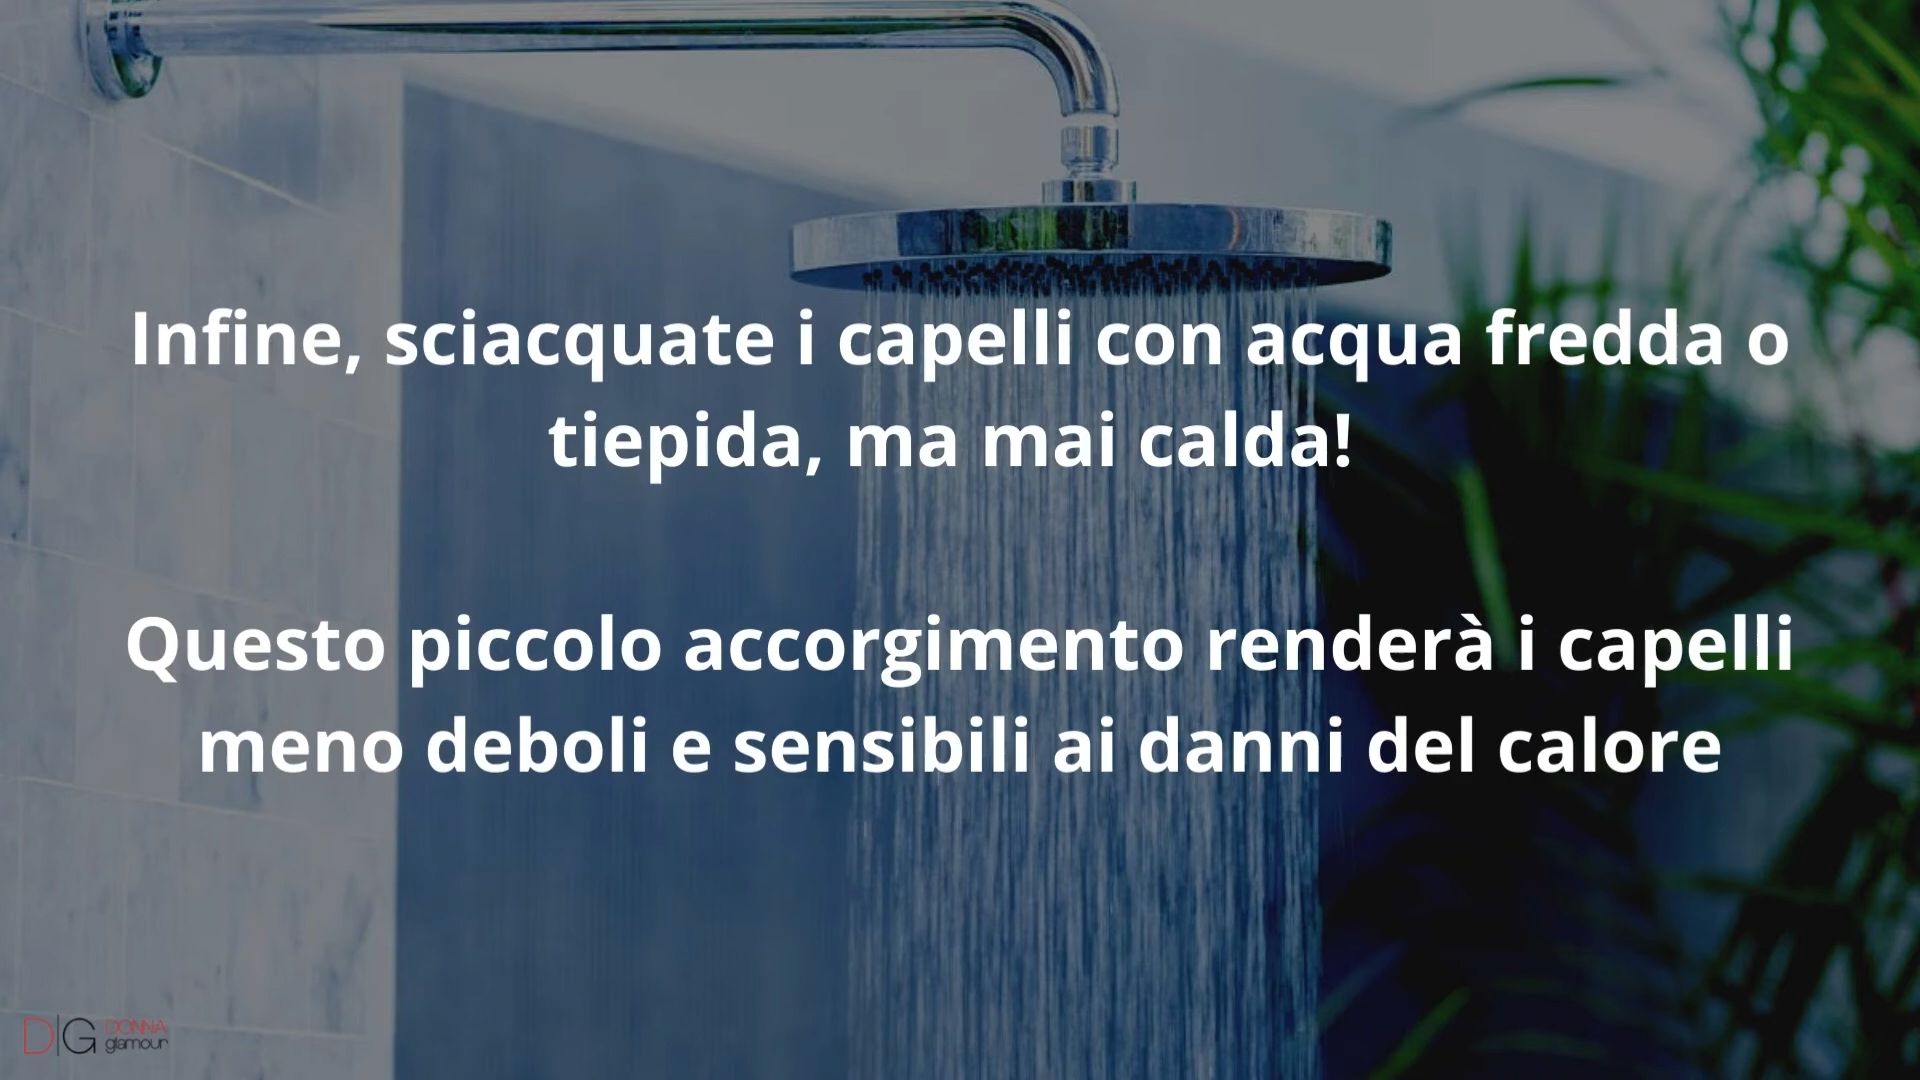 Infine, sciacquate i capelli con acqua fredda o
tiepida, ma mai calda!
Questo piccolo accorgimento renderà i capelli
meno deboli e sensibili ai danni del calore
D|G DONNA
glamour